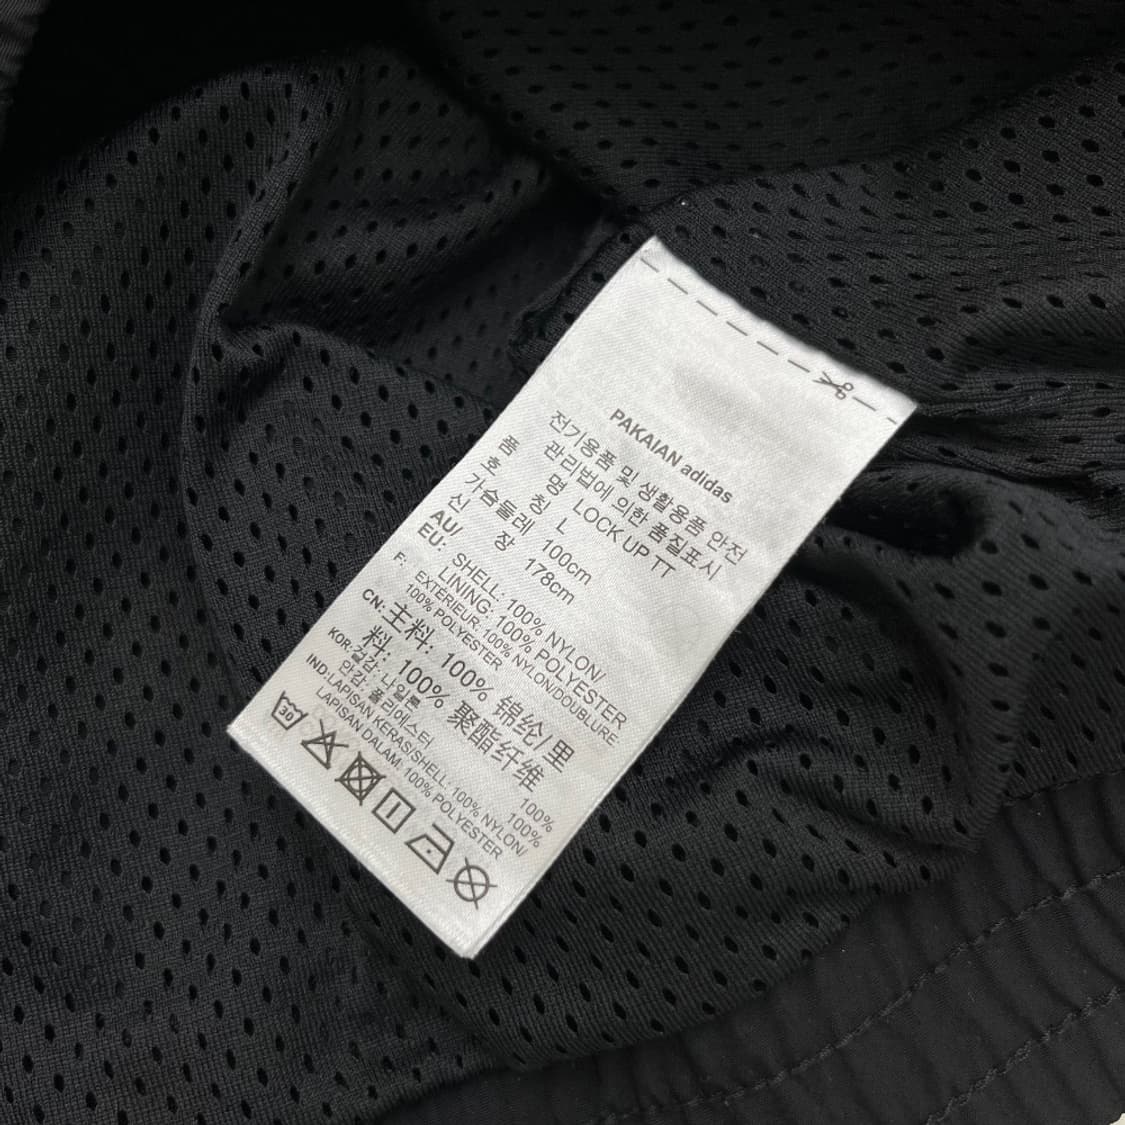 PAKAIAN adidas
전기용품 및 생활용품 안전
관리법에 의한 품질표시
품 명 LOCK UP TT
호 칭 L
가슴둘레 100cm
신 장 178cm
AU/
EU: SHELL: 100% NYLON/
LINING: 100% POLYESTER
F: EXTÉRIEUR: 100% NYLON/DOUBLURE:
100% POLYESTER
CN: 主料: 100% 锦纶/里
料: 100% 聚酯纤维
KOR: 겉감: 나일론 100%
안감: 폴리에스터 100%
IND: LAPISAN KERAS/SHELL: 100% NYLON/
LAPISAN DALAM: 100% POLYESTER
30